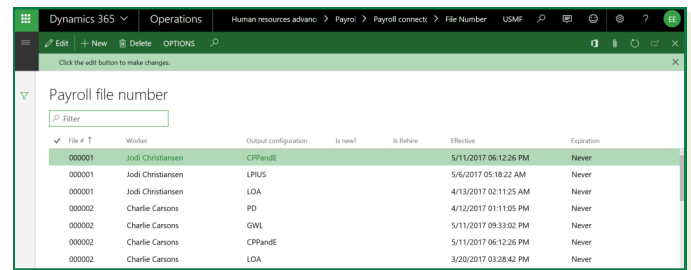 Dynamics 365 Operations Human resources advanc > Payrol > Payroll connectc > File Number USMF ? EE
Edit + New Delete OPTIONS
Click the edit button to make changes.
Payroll file number
Filter
File # ↑ Worker Output configuration Is new? Is Rehire Effective Expiration
000001 Jodi Christiansen CPPandE 5/11/2017 06:12:26 PM Never
000001 Jodi Christiansen LPIUS 5/6/2017 05:18:22 AM Never
000001 Jodi Christiansen LOA 4/13/2017 02:11:25 AM Never
000002 Charlie Carsons PD 4/12/2017 01:11:05 PM Never
000002 Charlie Carsons GWL 5/11/2017 09:33:02 PM Never
000002 Charlie Carsons CPPandE 5/11/2017 06:12:26 PM Never
000002 Charlie Carsons LOA 3/20/2017 03:28:42 PM Never